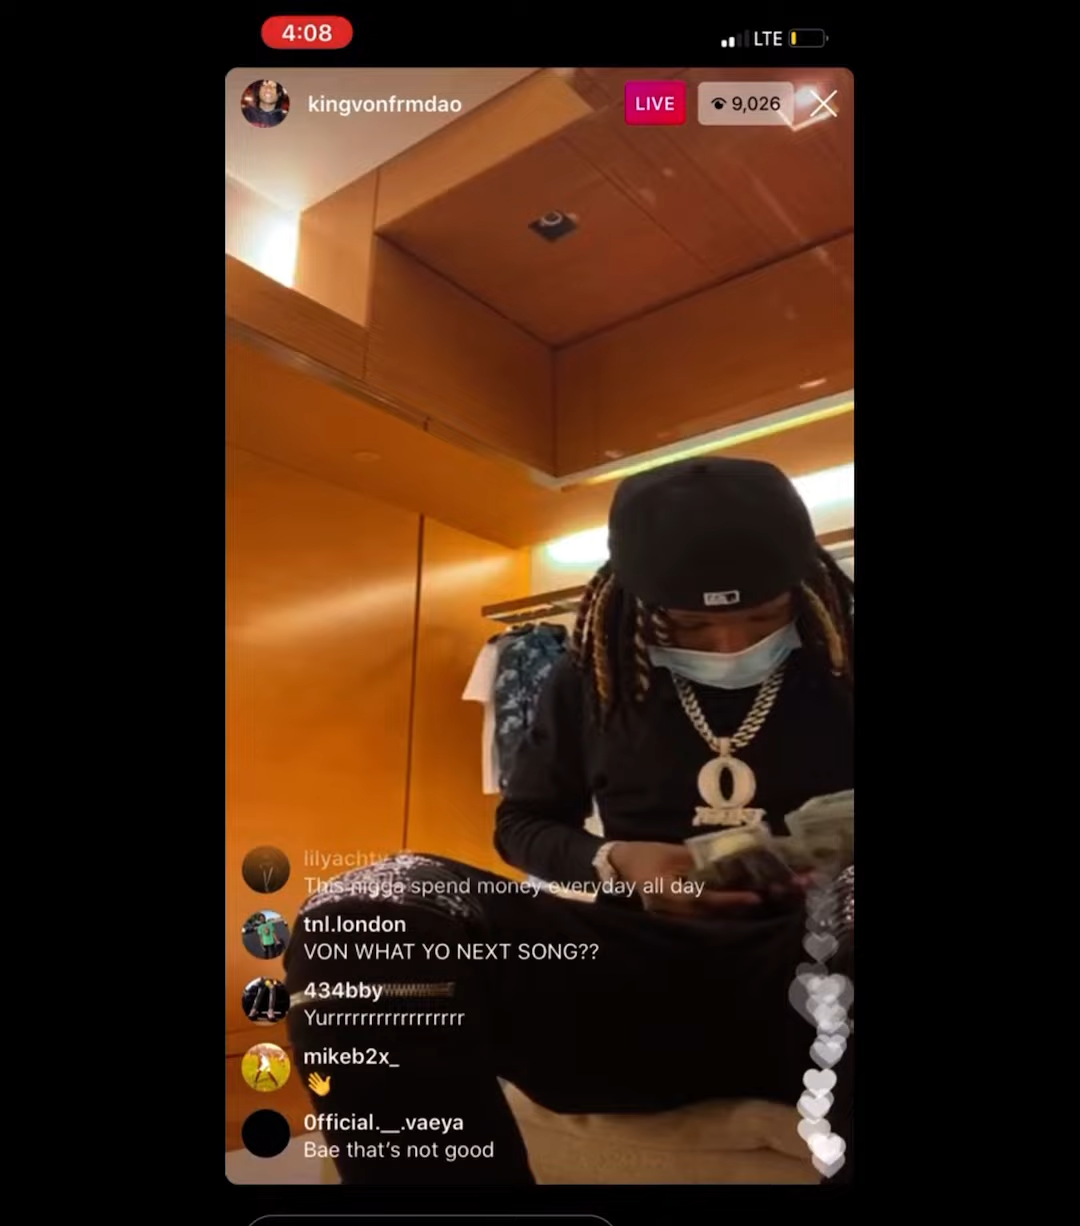 4:08
LTE
kingvonfrmdao
LIVE
9,026
O
lilyachty
This nigga spend money everyday all day
tnl.london
VON WHAT YO NEXT SONG??
434bby
Yurrrrrrrrrrrrrrrrr
mikeb2x_
👋
0fficial.__.vaeya
Bae that’s not good